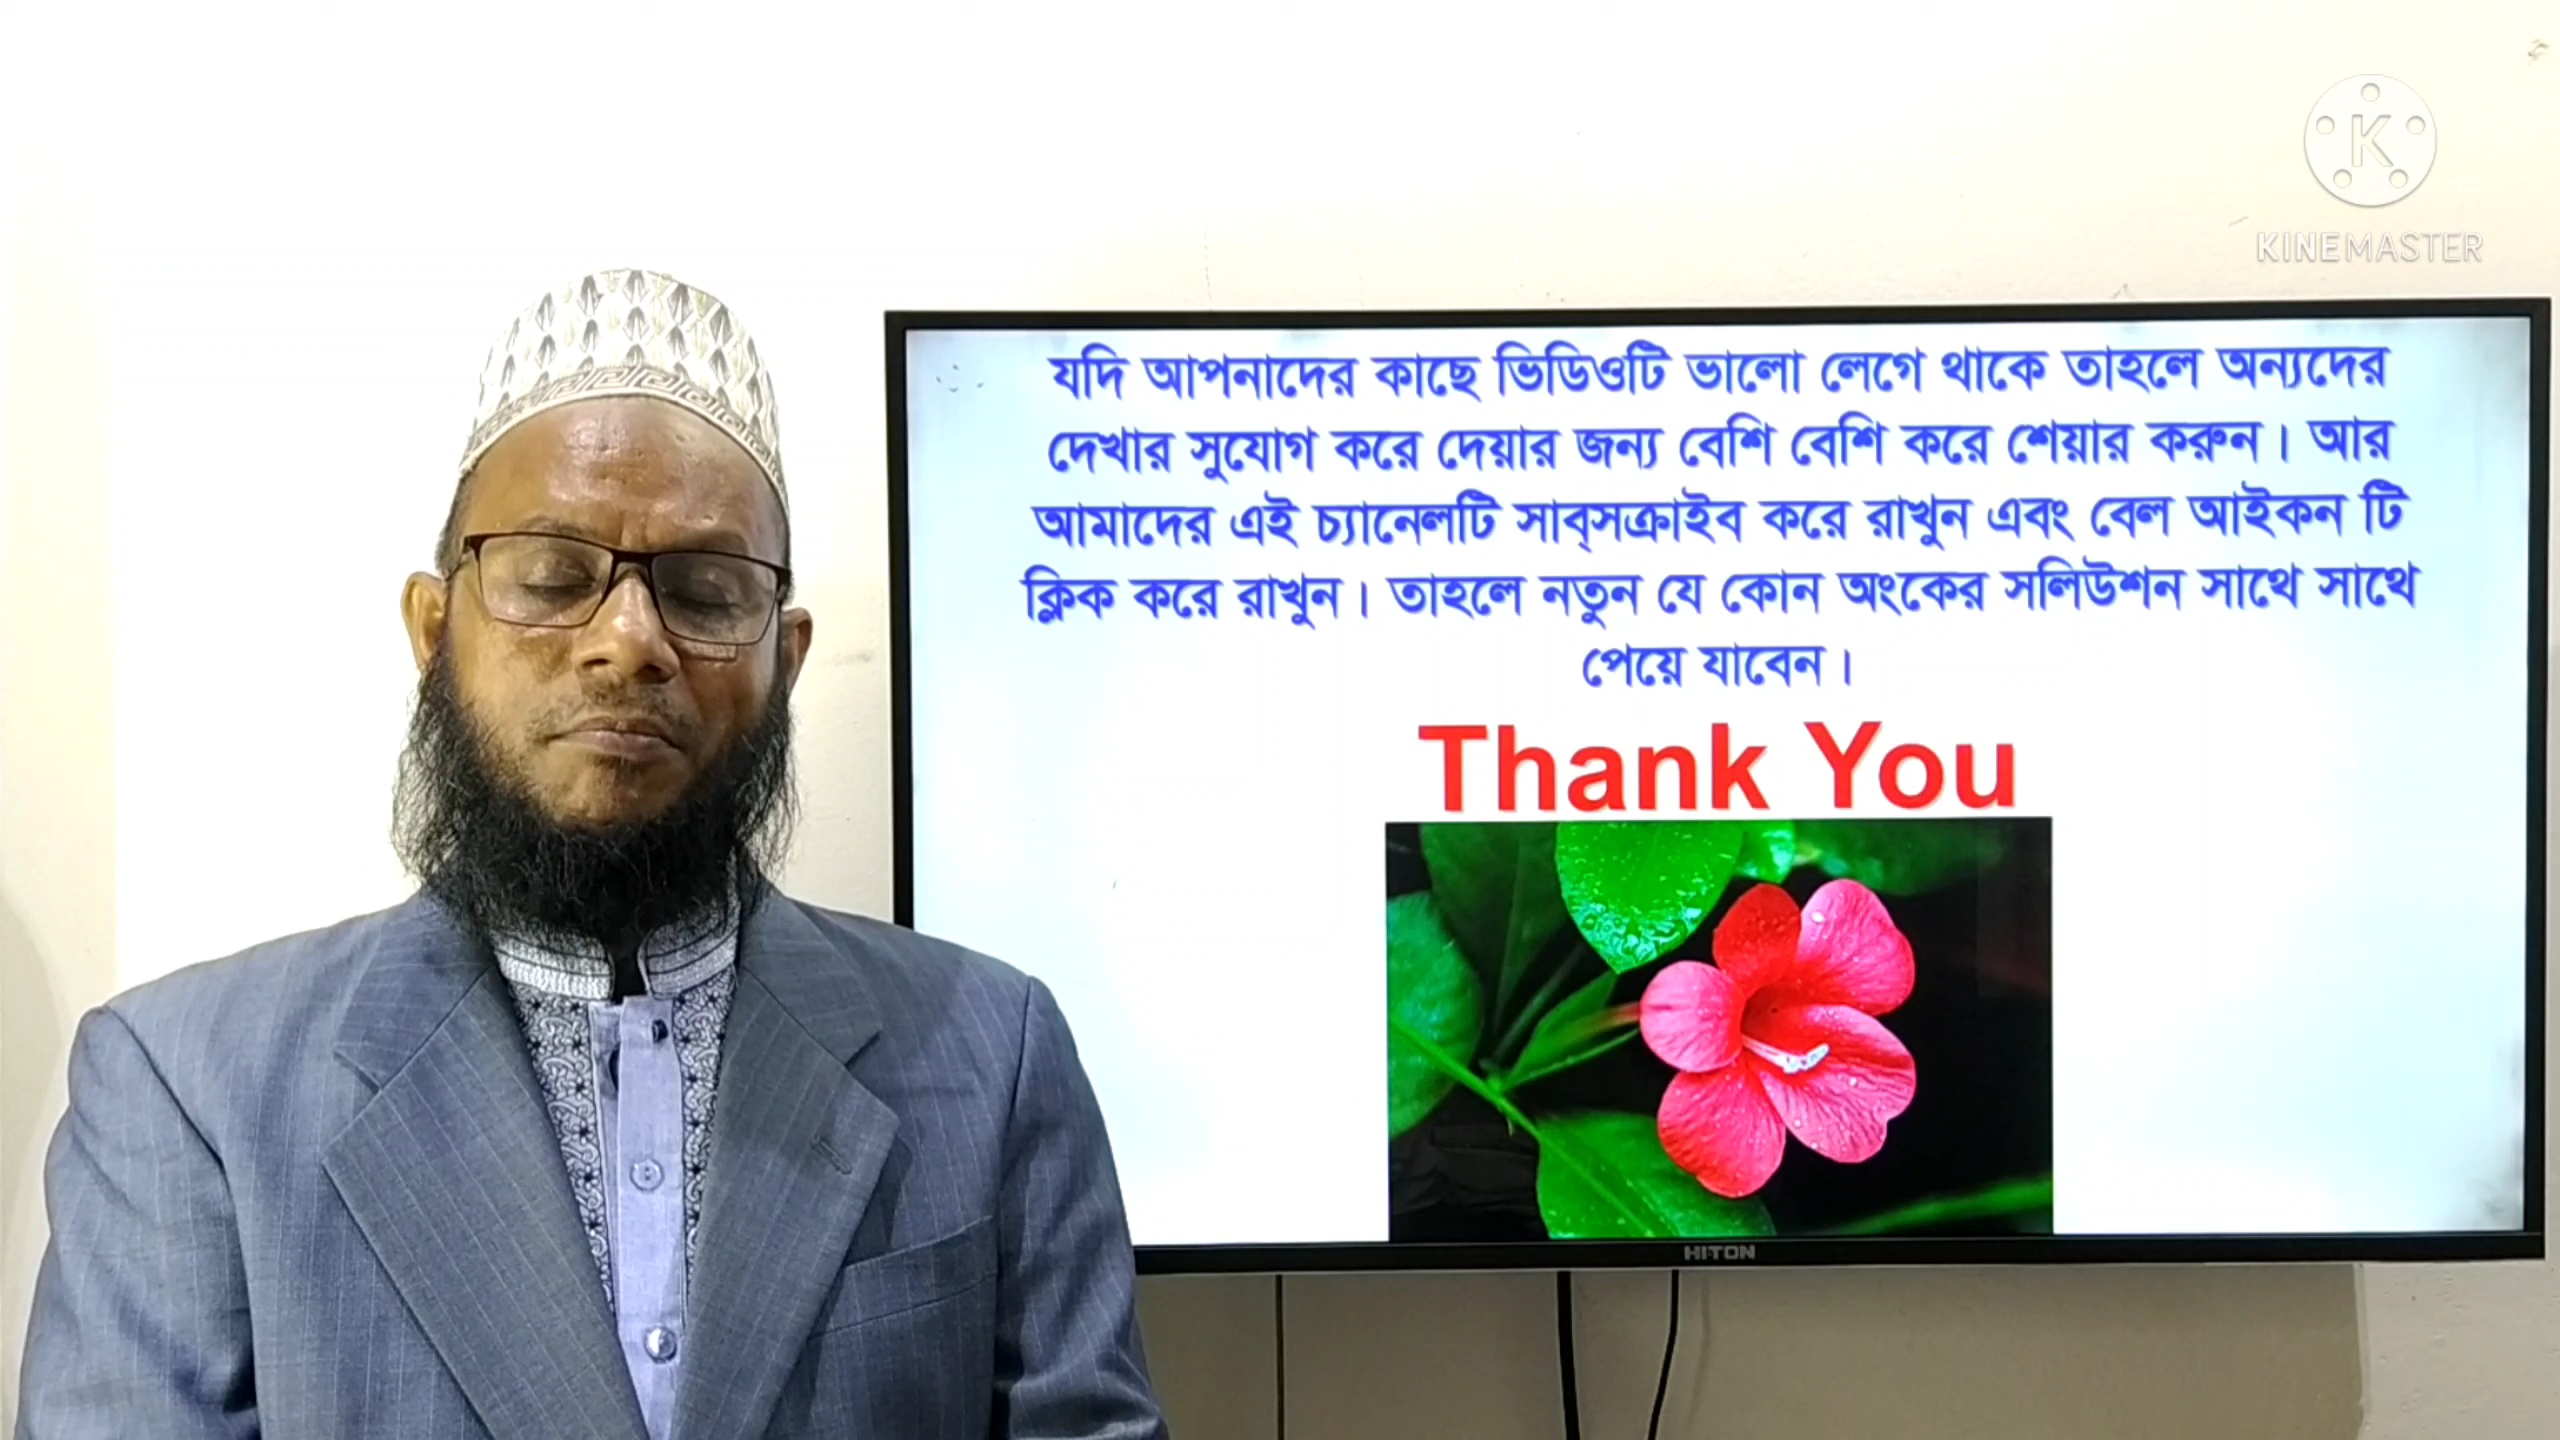 KINEMASTER
যদি আপনাদের কাছে ভিডিওটি ভালো লেগে থাকে তাহলে অন্যদের
দেখার সুযোগ করে দেয়ার জন্য বেশি বেশি করে শেয়ার করুন। আর
আমাদের এই চ্যানেলটি সাব্সক্রাইব করে রাখুন এবং বেল আইকন টি
ক্লিক করে রাখুন। তাহলে নতুন যে কোন অংকের সলিউশন সাথে সাথে
পেয়ে যাবেন।
Thank You
HITON